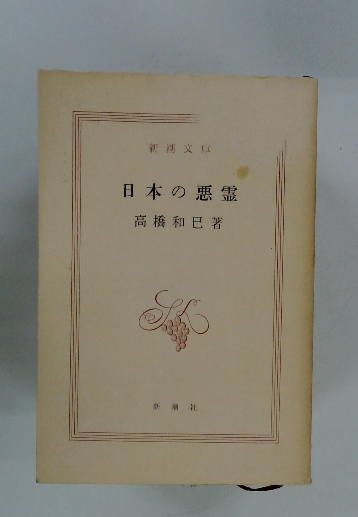 新潮文庫
日本の悪霊
高橋和巳著
新潮社